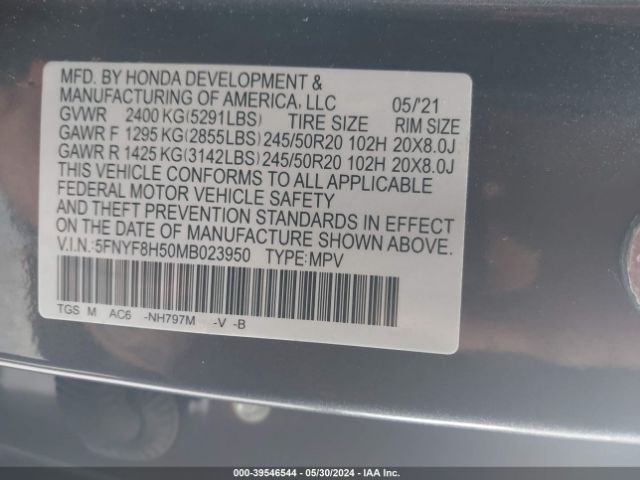 MFD. BY HONDA DEVELOPMENT &
MANUFACTURING OF AMERICA, LLC 05/'21
GVWR 2400 KG(5291LBS) TIRE SIZE RIM SIZE
GAWR F 1295 KG(2855LBS) 245/50R20 102H 20X8.0J
GAWR R 1425 KG(3142LBS) 245/50R20 102H 20X8.0J
THIS VEHICLE CONFORMS TO ALL APPLICABLE
FEDERAL MOTOR VEHICLE SAFETY
AND THEFT PREVENTION STANDARDS IN EFFECT
ON THE DATE OF MANUFACTURE SHOWN ABOVE.
V.I.N.:5FNYF8H50MB023950 TYPE:MPV
TGS M AC6 -NH797M -V -B
000-39546544 - 05/30/2024 - IAA Inc.